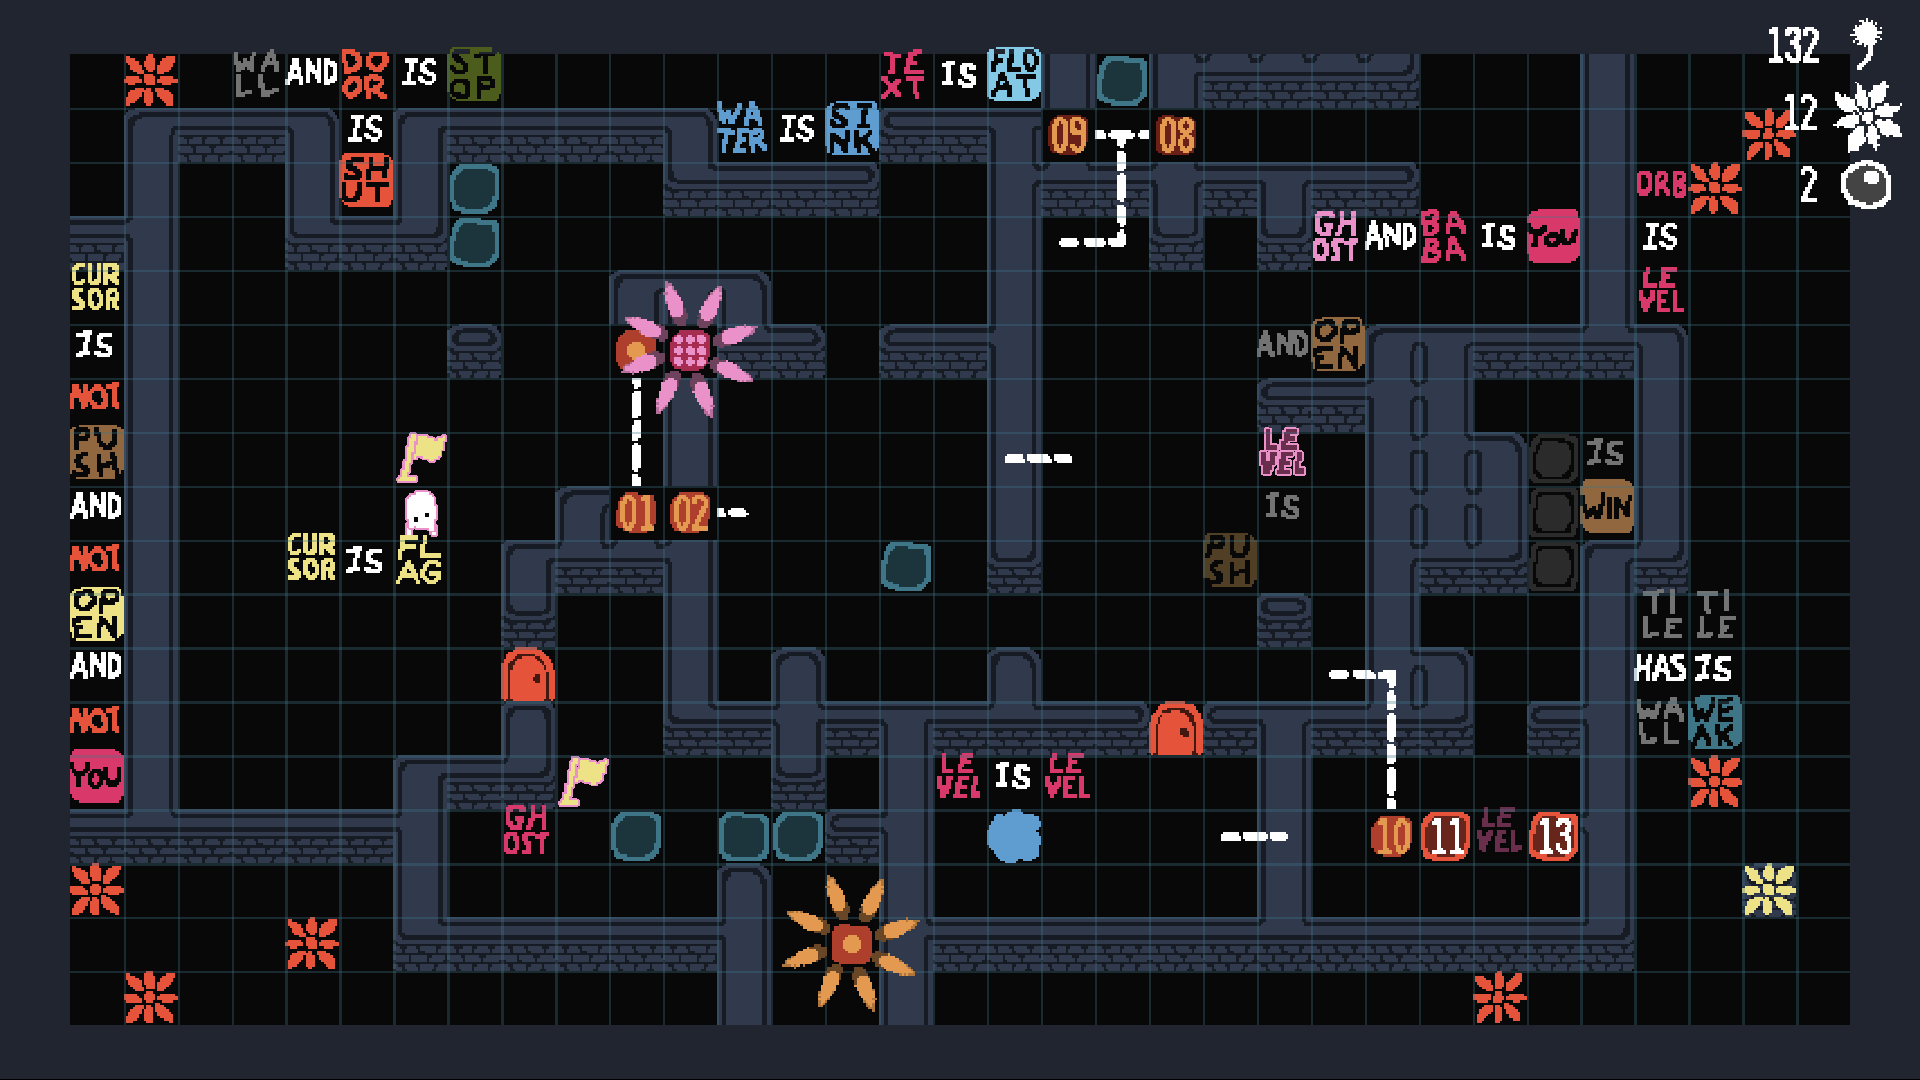 132
WALL AND DOOR IS STOP
TEXT IS FLOAT
12
WATER IS SINK
IS
09 08
SHUT
ORB
2
GHOST AND BABA IS YOU
IS
CURSOR
LEVEL
IS
AND OPEN
NOT
PUSH
LEVEL
IS
AND
01 02
IS
WIN
NOT
CURSOR IS FLAG
PUSH
OPEN
TILE TILE
AND
HAS IS
NOT
WALL WEAK
YOU
LEVEL IS LEVEL
GHOST
10 11 LEVEL 13